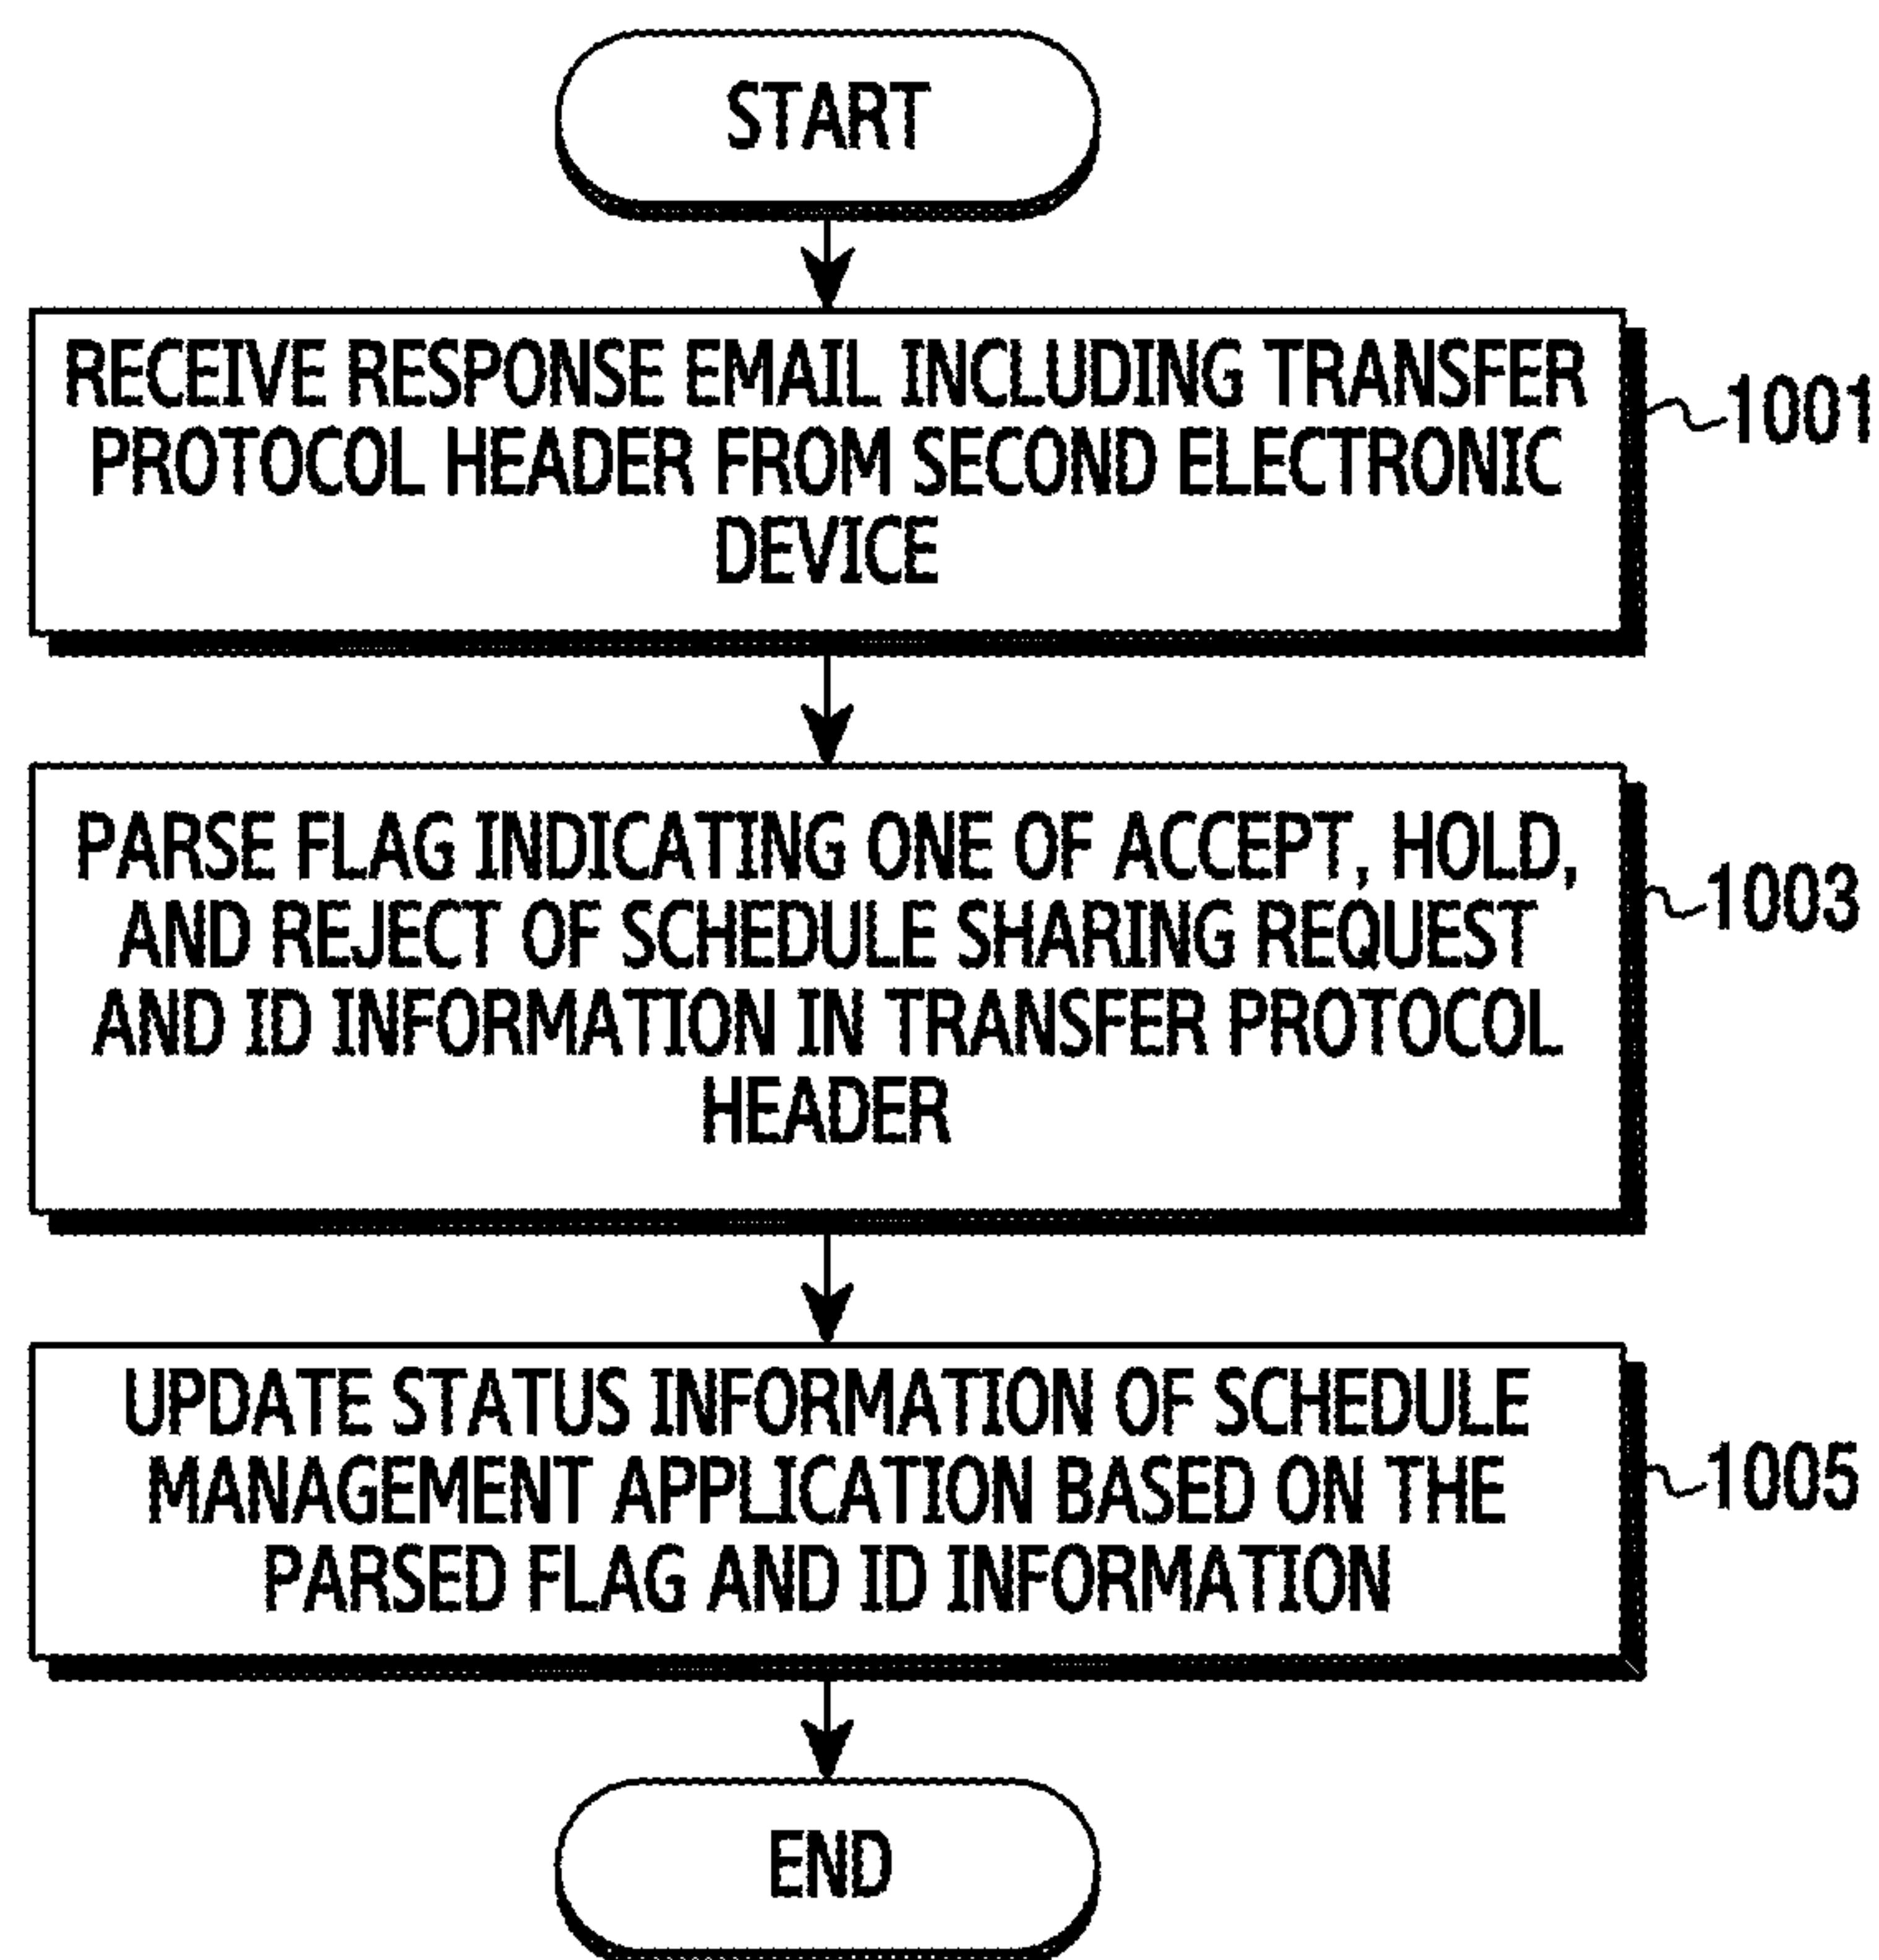 START
RECEIVE RESPONSE EMAIL INCLUDING TRANSFER
PROTOCOL HEADER FROM SECOND ELECTRONIC
DEVICE
1001
PARSE FLAG INDICATING ONE OF ACCEPT, HOLD,
AND REJECT OF SCHEDULE SHARING REQUEST
AND ID INFORMATION IN TRANSFER PROTOCOL
HEADER
1003
UPDATE STATUS INFORMATION OF SCHEDULE
MANAGEMENT APPLICATION BASED ON THE
PARSED FLAG AND ID INFORMATION
1005
END